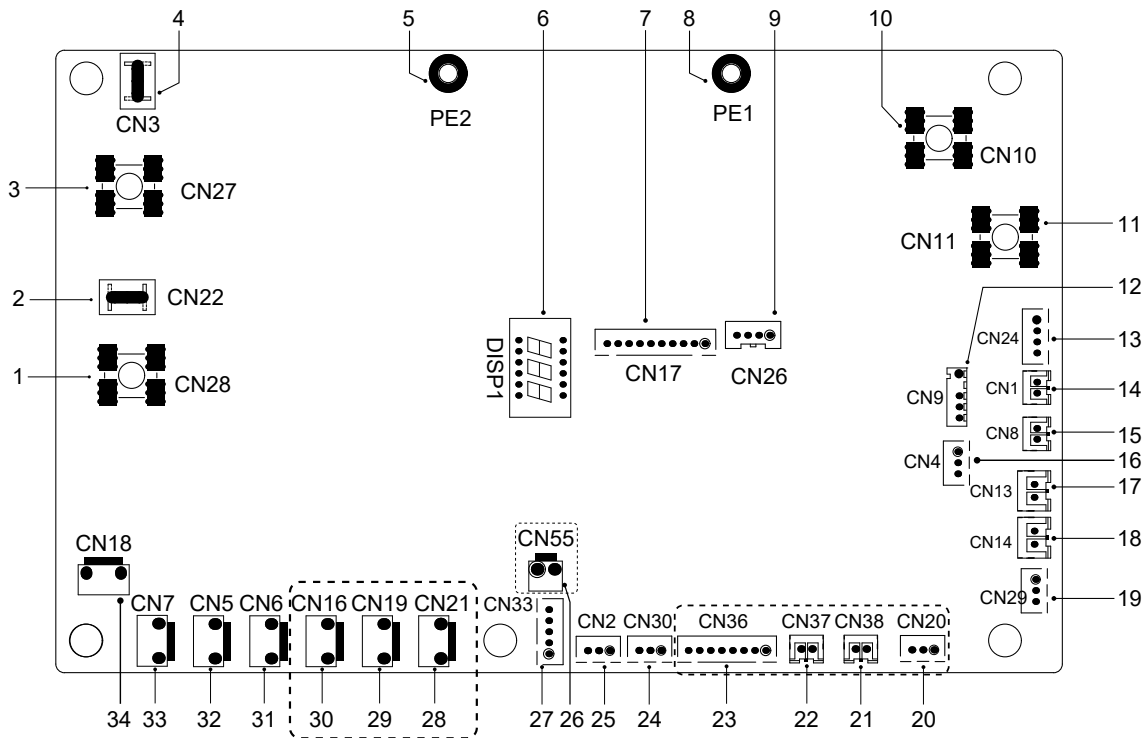 4 5 6 7 8 9 10
CN3
PE2
PE1
CN10
3
CN27
11
CN11
2
CN22
12
CN24
13
DISP1
CN17
CN26
1
CN28
CN9
CN1
14
CN8
15
CN4
16
CN13
17
CN14
18
CN18
CN55
CN29
19
CN7 CN5 CN6 CN16 CN19 CN21 CN33 CN2 CN30 CN36 CN37 CN38 CN20
34 33 32 31 30 29 28 27 26 25 24 23 22 21 20